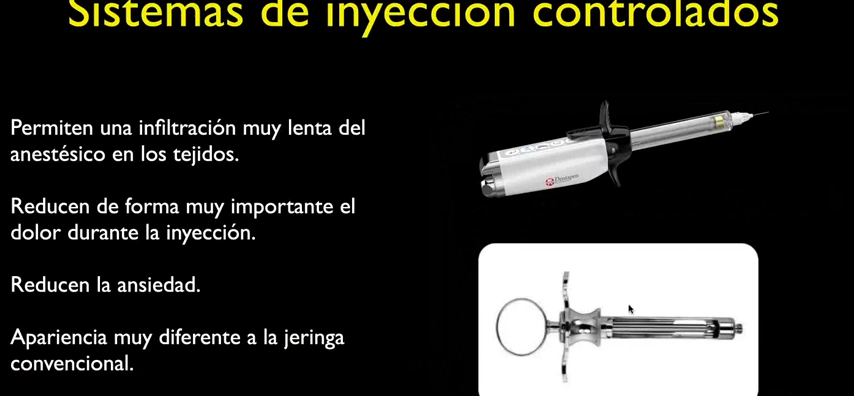 Sistemas de inyección controlados
Permiten una infiltración muy lenta del
anestésico en los tejidos.
Reducen de forma muy importante el
dolor durante la inyección.
Reducen la ansiedad.
Apariencia muy diferente a la jeringa
convencional.
Dentapen